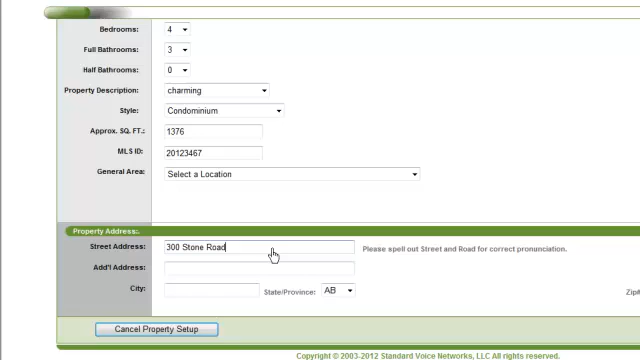 Bedrooms: 4
Full Bathrooms: 3
Half Bathrooms: 0
Property Description: charming
Style: Condominium
Approx. SQ. FT.: 1376
MLS ID: 20123467
General Area: Select a Location
Property Address:.
Street Address: 300 Stone Road Please spell out Street and Road for correct pronunciation.
Add'l Address:
City: State/Province: AB
Cancel Property Setup
Copyright © 2003-2012 Standard Voice Networks, LLC All rights reserved.